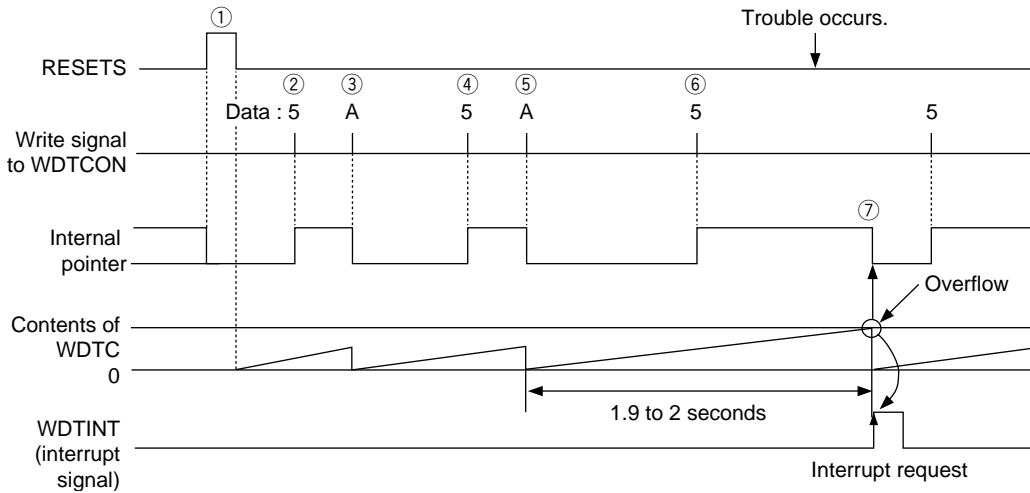 ① Trouble occurs.
RESETS
② ③ ④ ⑤ ⑥
Data : 5 A 5 A 5 5
Write signal
to WDTCON
⑦
Internal
pointer
Overflow
Contents of
WDTC
0
1.9 to 2 seconds
WDTINT
(interrupt
signal)
Interrupt request